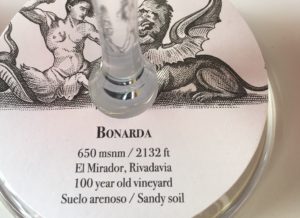 BONARDA
650 msnm / 2132 ft
El Mirador, Rivadavia
100 year old vineyard
Suelo arenoso / Sandy soil